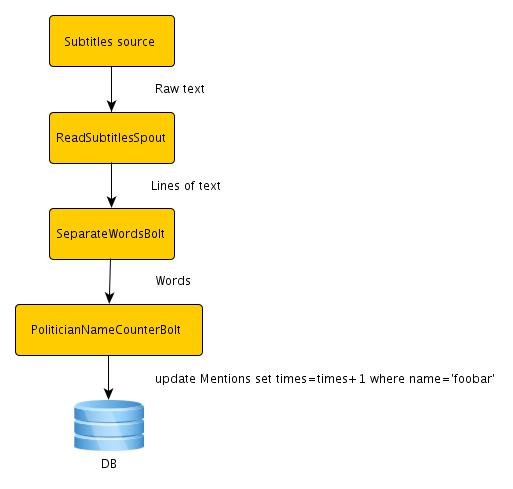 Subtitles source
Raw text
ReadSubtitlesSpout
Lines of text
SeparateWordsBolt
Words
PoliticianNameCounterBolt
update Mentions set times=times+1 where name='foobar'
DB